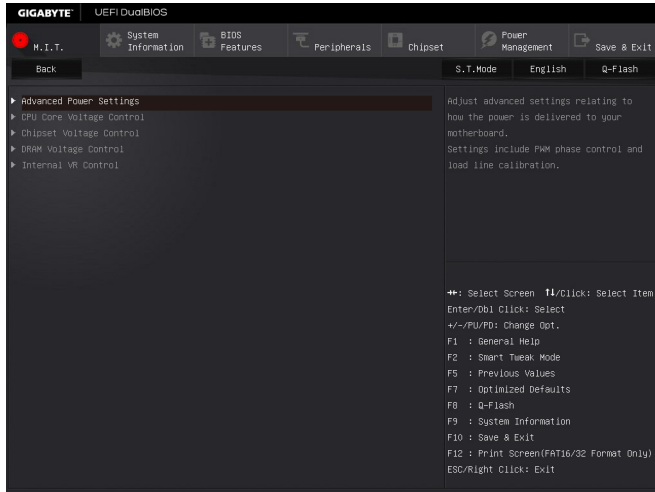 GIGABYTE™ UEFI DualBIOS
M.I.T.
System Information
BIOS Features
Peripherals
Chipset
Power Management
Save & Exit
Back
S.T.Mode English Q-Flash
Advanced Power Settings
CPU Core Voltage Control
Chipset Voltage Control
DRAM Voltage Control
Internal VR Control
Adjust advanced settings relating to
how the power is delivered to your
motherboard.
Settings include PWM phase control and
load line calibration.
→←: Select Screen ↑↓/Click: Select Item
Enter/Dbl Click: Select
+/-/PU/PD: Change Opt.
F1 : General Help
F2 : Smart Tweak Mode
F5 : Previous Values
F7 : Optimized Defaults
F8 : Q-Flash
F9 : System Information
F10 : Save & Exit
F12 : Print Screen(FAT16/32 Format Only)
ESC/Right Click: Exit